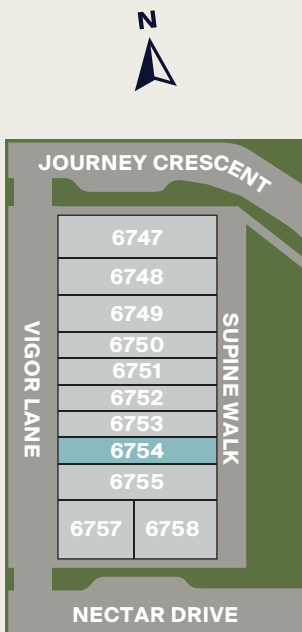 N
JOURNEY CRESCENT
6747
6748
6749
6750
6751
6752
6753
6754
6755
6757 6758
VIGOR LANE
SUPINE WALK
NECTAR DRIVE